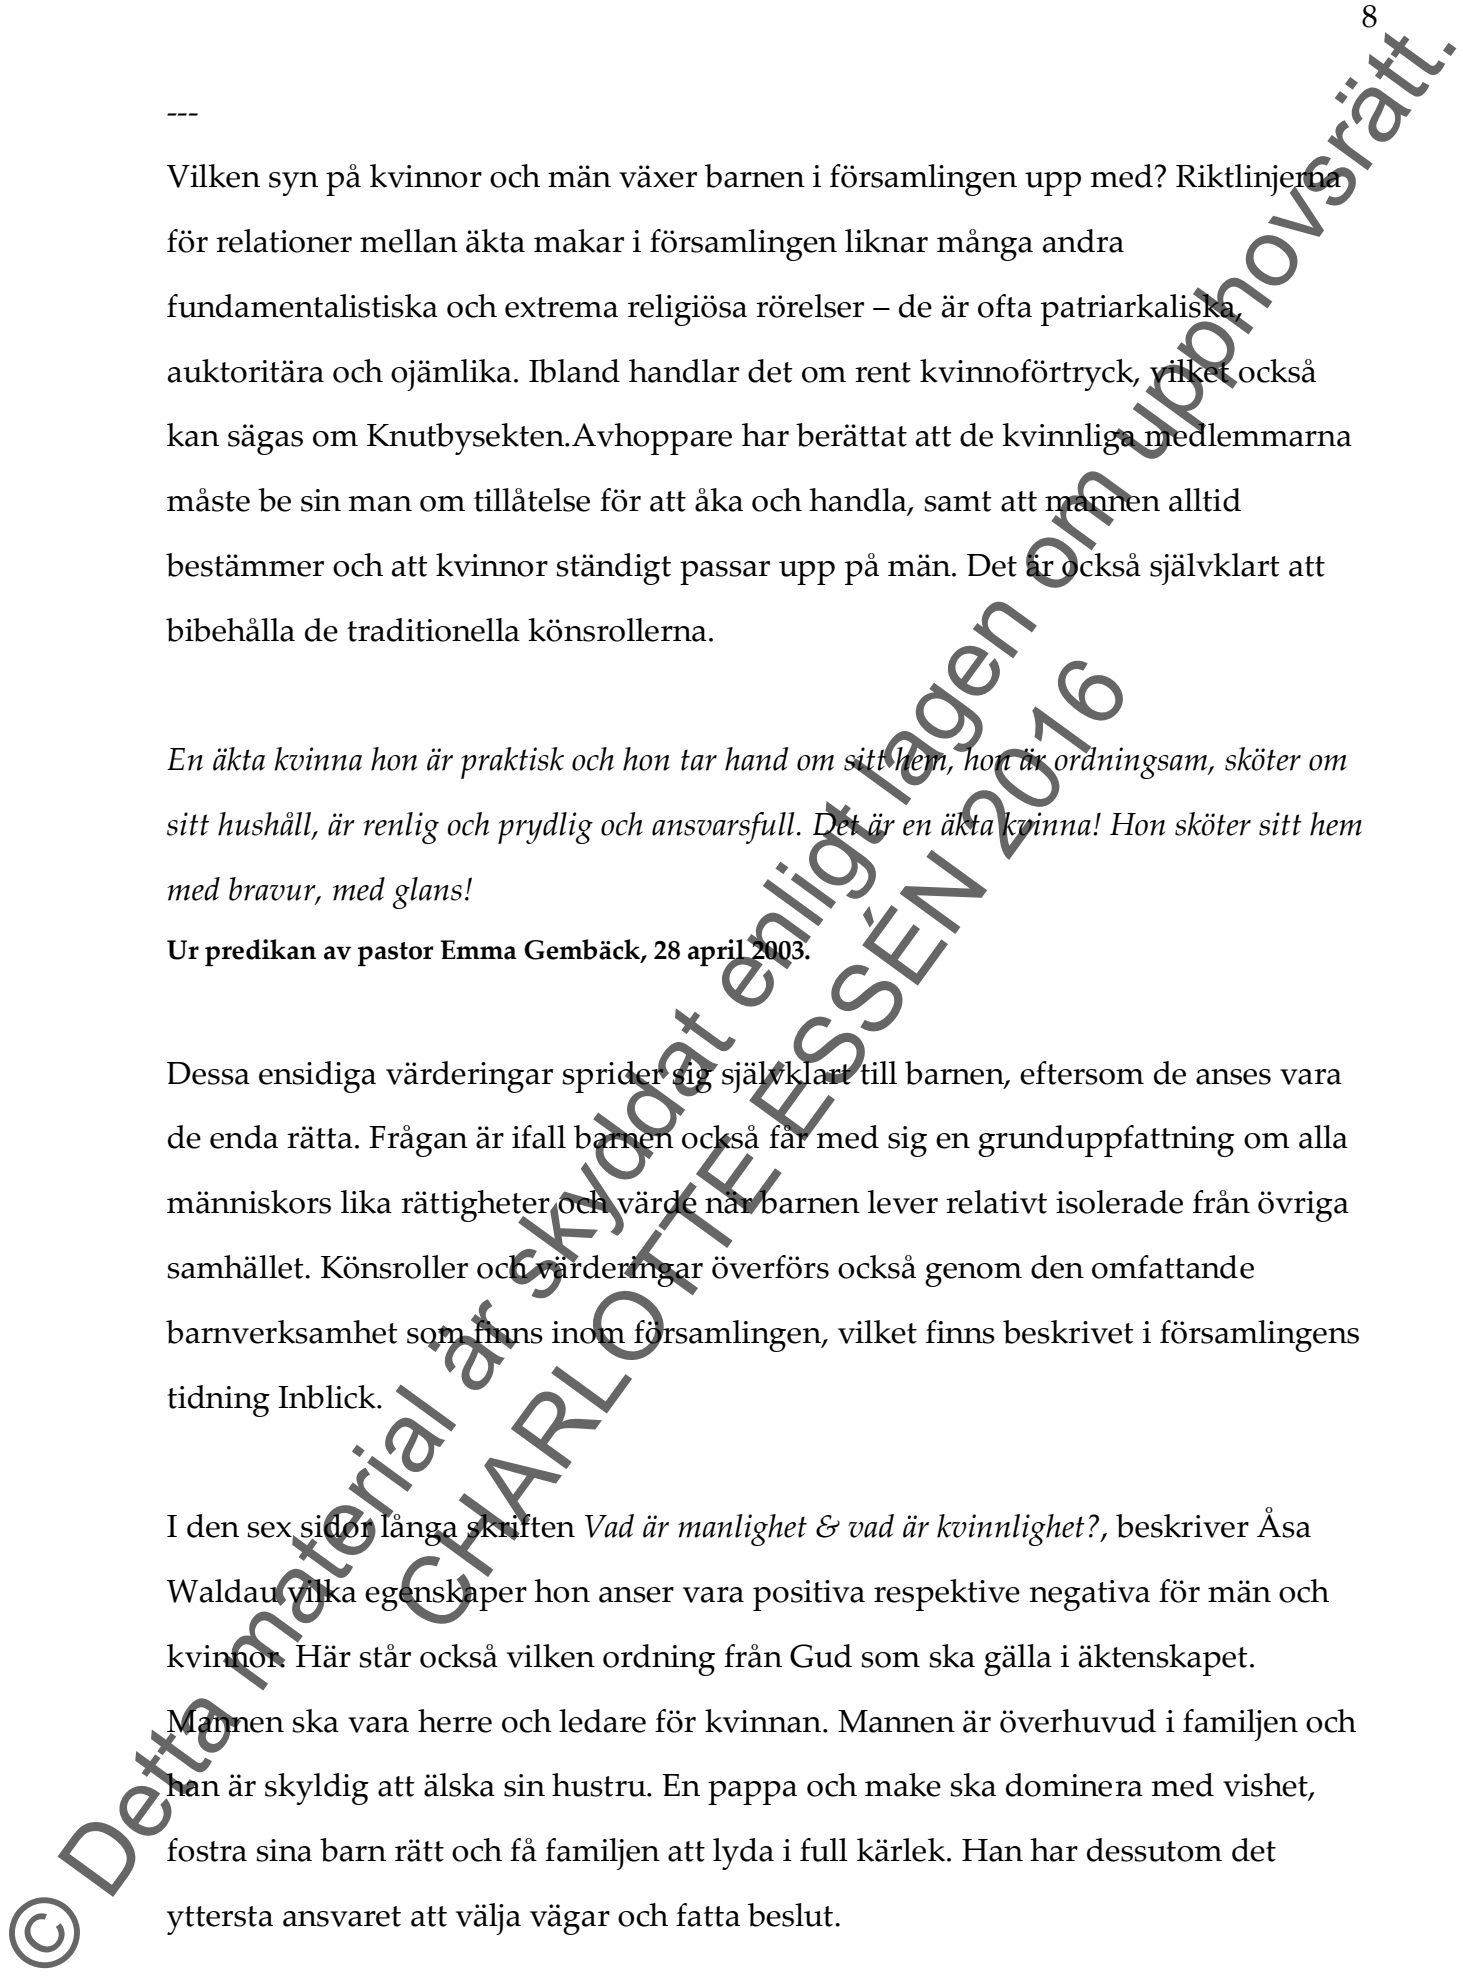 8
---
Vilken syn på kvinnor och män växer barnen i församlingen upp med? Riktlinjerna
för relationer mellan äkta makar i församlingen liknar många andra
fundamentalistiska och extrema religiösa rörelser – de är ofta patriarkaliska,
auktoritära och ojämlika. Ibland handlar det om rent kvinnoförtryck, vilket också
kan sägas om Knutbysekten.Avhoppare har berättat att de kvinnliga medlemmarna
måste be sin man om tillåtelse för att åka och handla, samt att mannen alltid
bestämmer och att kvinnor ständigt passar upp på män. Det är också självklart att
bibehålla de traditionella könsrollerna.
En äkta kvinna hon är praktisk och hon tar hand om sitt hem, hon är ordningsam, sköter om
sitt hushåll, är renlig och prydlig och ansvarsfull. Det är en äkta kvinna! Hon sköter sitt hem
med bravur, med glans!
Ur predikan av pastor Emma Gembäck, 28 april 2003.
Dessa ensidiga värderingar sprider sig självklart till barnen, eftersom de anses vara
de enda rätta. Frågan är ifall barnen också får med sig en grunduppfattning om alla
människors lika rättigheter och värde när barnen lever relativt isolerade från övriga
samhället. Könsroller och värderingar överförs också genom den omfattande
barnverksamhet som finns inom församlingen, vilket finns beskrivet i församlingens
tidning Inblick.
I den sex sidor långa skriften Vad är manlighet & vad är kvinnlighet?, beskriver Åsa
Waldau vilka egenskaper hon anser vara positiva respektive negativa för män och
kvinnor. Här står också vilken ordning från Gud som ska gälla i äktenskapet.
Mannen ska vara herre och ledare för kvinnan. Mannen är överhuvud i familjen och
han är skyldig att älska sin hustru. En pappa och make ska dominera med vishet,
fostra sina barn rätt och få familjen att lyda i full kärlek. Han har dessutom det
yttersta ansvaret att välja vägar och fatta beslut.
© Detta material är skyddat enligt lagen om upphovsrätt.
CHARLOTTE ESSÉN 2016